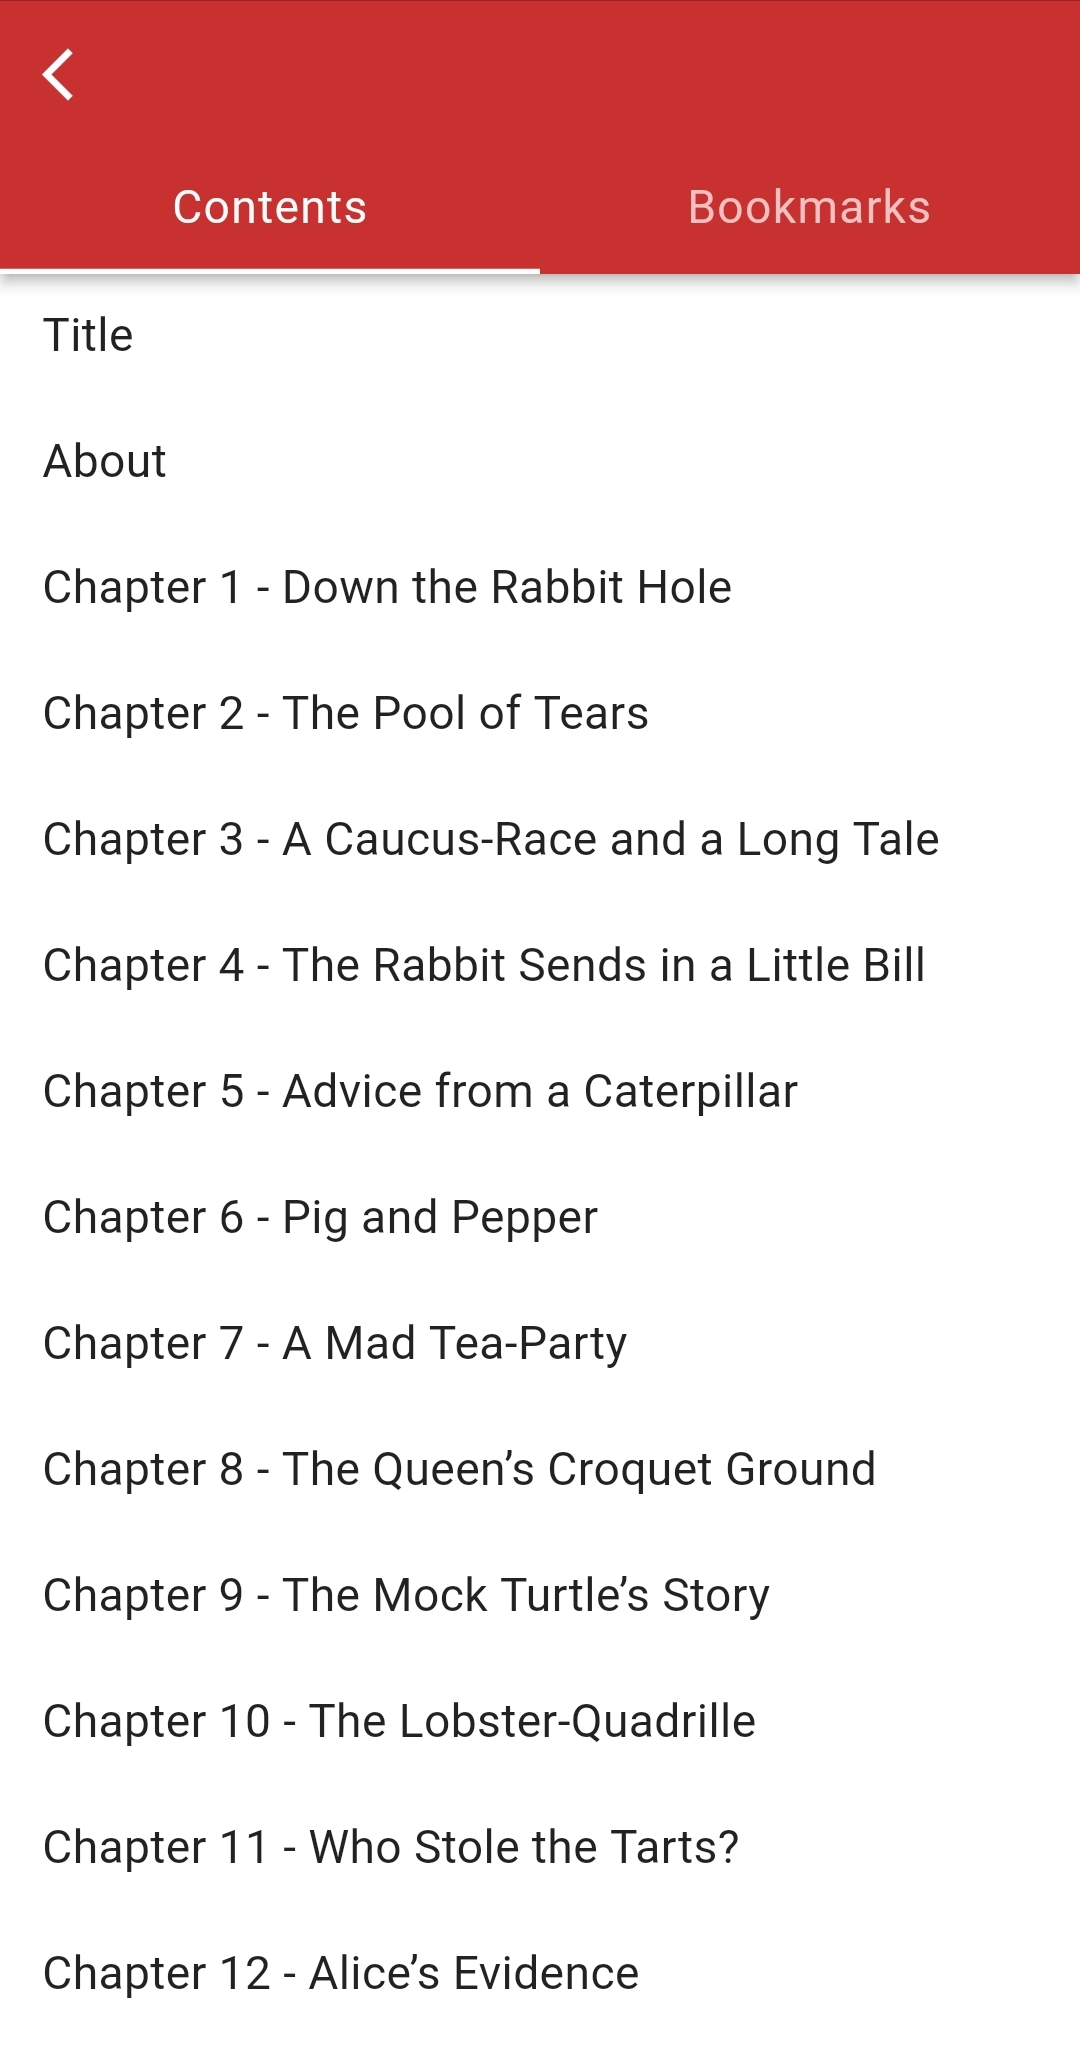 Contents
Bookmarks
Title
About
Chapter 1 - Down the Rabbit Hole
Chapter 2 - The Pool of Tears
Chapter 3 - A Caucus-Race and a Long Tale
Chapter 4 - The Rabbit Sends in a Little Bill
Chapter 5 - Advice from a Caterpillar
Chapter 6 - Pig and Pepper
Chapter 7 - A Mad Tea-Party
Chapter 8 - The Queen’s Croquet Ground
Chapter 9 - The Mock Turtle’s Story
Chapter 10 - The Lobster-Quadrille
Chapter 11 - Who Stole the Tarts?
Chapter 12 - Alice’s Evidence